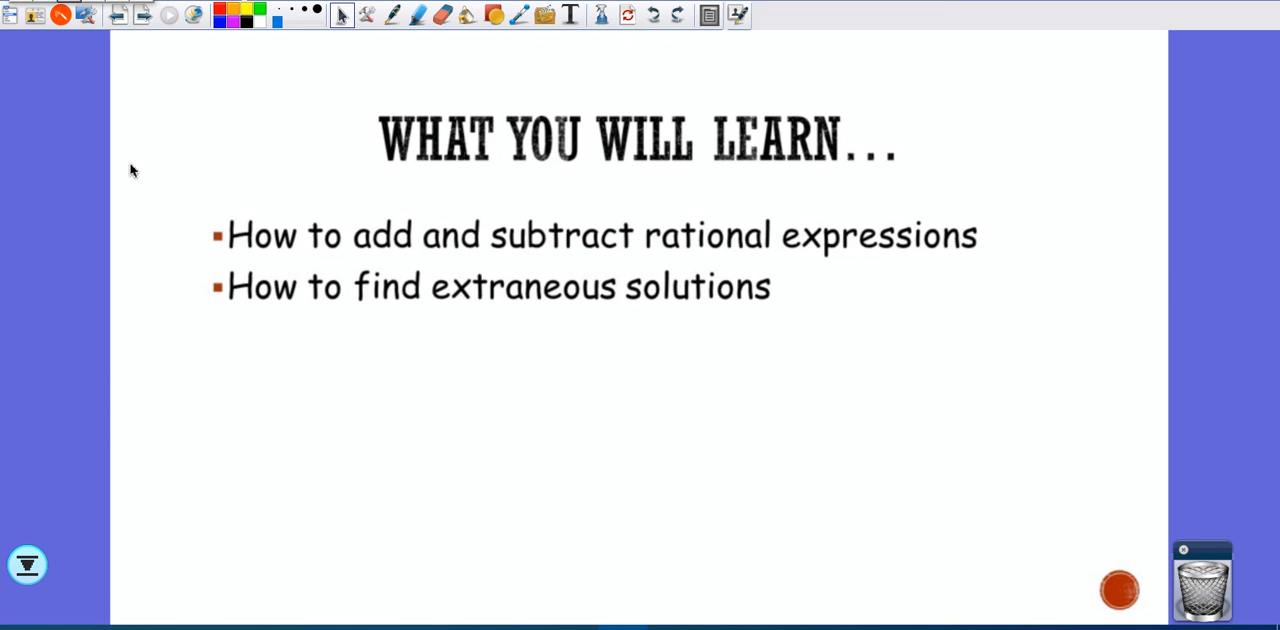 WHAT YOU WILL LEARN...
▪How to add and subtract rational expressions
▪How to find extraneous solutions